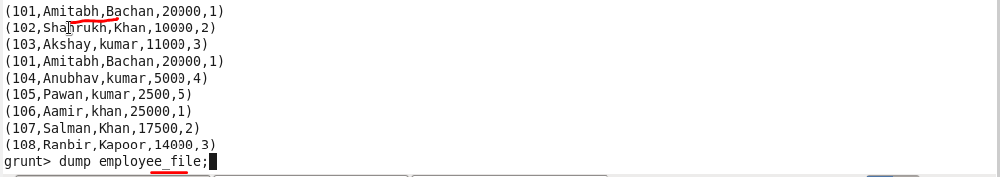 (101,Amitabh,Bachan,20000,1)
(102,Shahrukh,Khan,10000,2)
(103,Akshay,kumar,11000,3)
(101,Amitabh,Bachan,20000,1)
(104,Anubhav,kumar,5000,4)
(105,Pawan,kumar,2500,5)
(106,Aamir,khan,25000,1)
(107,Salman,Khan,17500,2)
(108,Ranbir,Kapoor,14000,3)
grunt> dump employee_file;